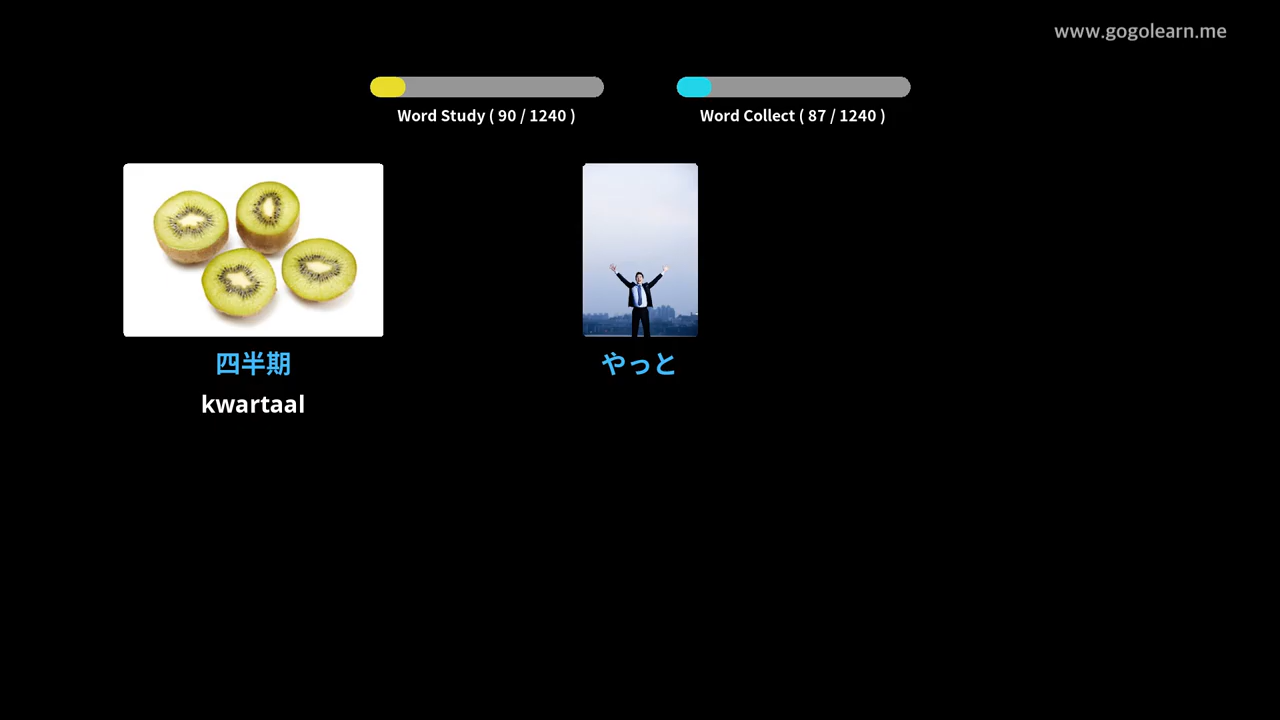 www.gogolearn.me
Word Study ( 90 / 1240 )
Word Collect ( 87 / 1240 )
四半期
やっと
kwartaal